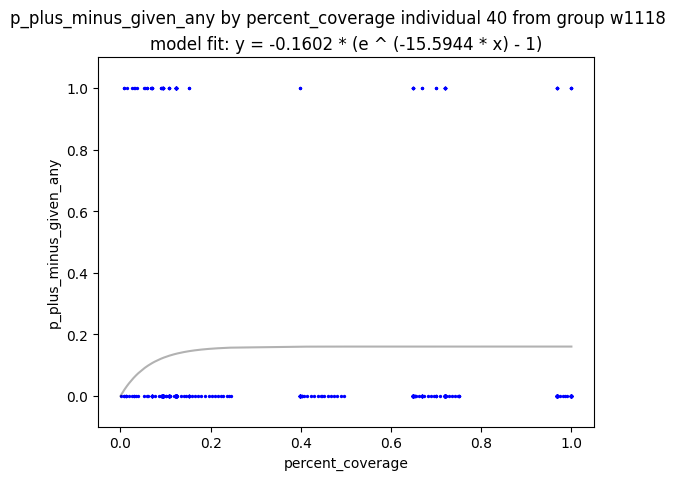 p_plus_minus_given_any by percent_coverage individual 40 from group w1118
model fit: y = -0.1602 * (e ^ (-15.5944 * x) - 1)
1.0
0.8
0.6
0.4
0.2
0.0
p_plus_minus_given_any
0.0 0.2 0.4 0.6 0.8 1.0
percent_coverage